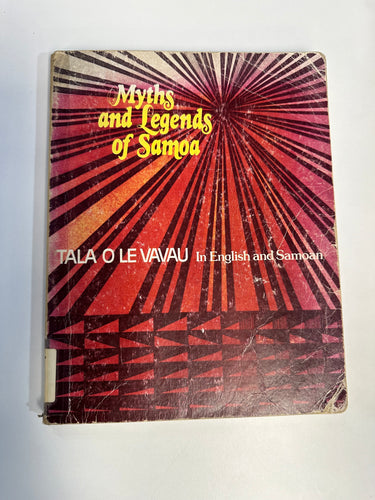 Myths
and Legends
of Samoa
TALA O LE VAVAU In English and Samoan